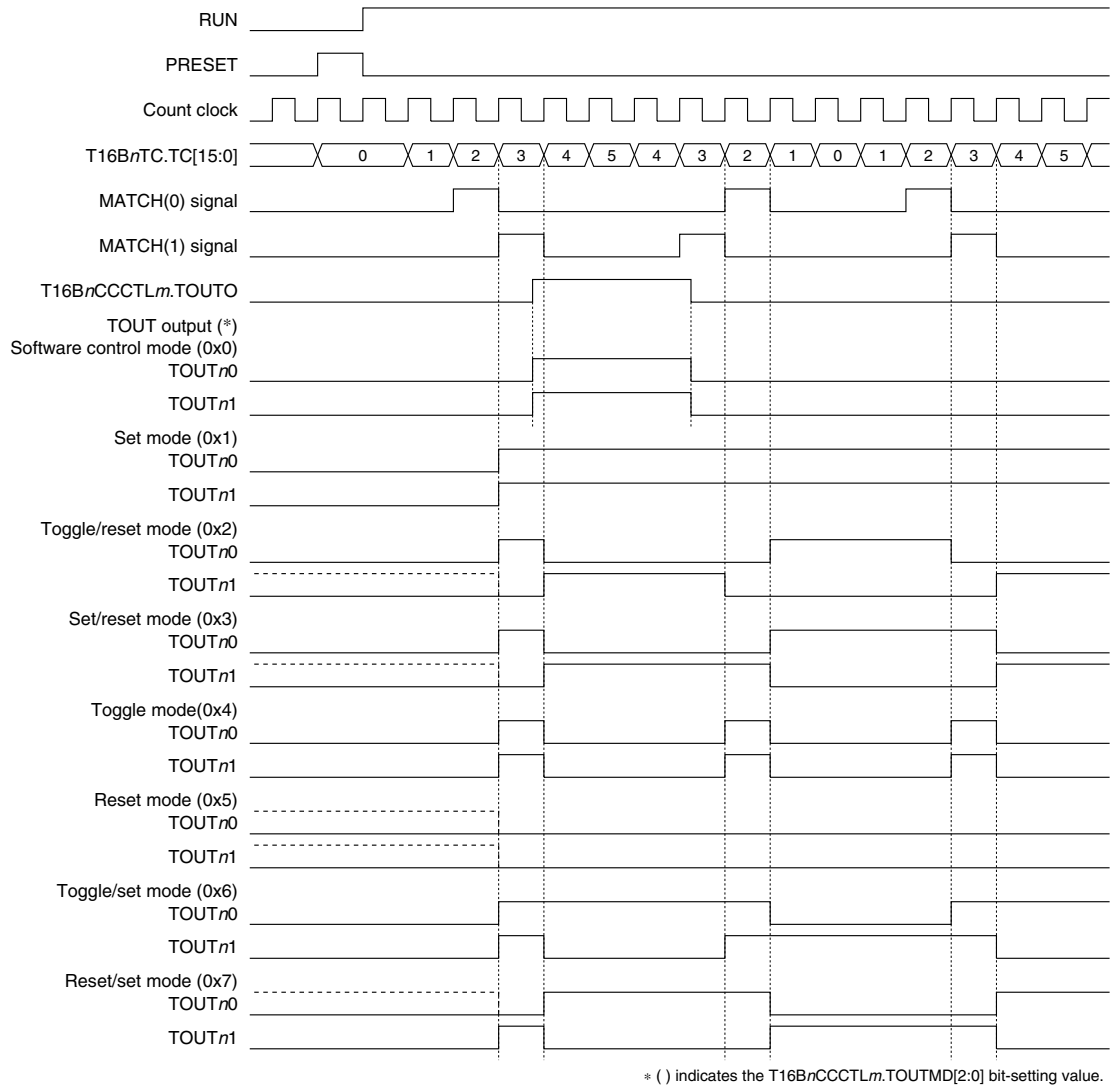 RUN
PRESET
Count clock
T16BnTC.TC[15:0] 0 1 2 3 4 5 4 3 2 1 0 1 2 3 4 5
MATCH(0) signal
MATCH(1) signal
T16BnCCCTLm.TOUTO
TOUT output (*)
Software control mode (0x0)
TOUTn0
TOUTn1
Set mode (0x1)
TOUTn0
TOUTn1
Toggle/reset mode (0x2)
TOUTn0
TOUTn1
Set/reset mode (0x3)
TOUTn0
TOUTn1
Toggle mode(0x4)
TOUTn0
TOUTn1
Reset mode (0x5)
TOUTn0
TOUTn1
Toggle/set mode (0x6)
TOUTn0
TOUTn1
Reset/set mode (0x7)
TOUTn0
TOUTn1
* ( ) indicates the T16BnCCCTLm.TOUTMD[2:0] bit-setting value.